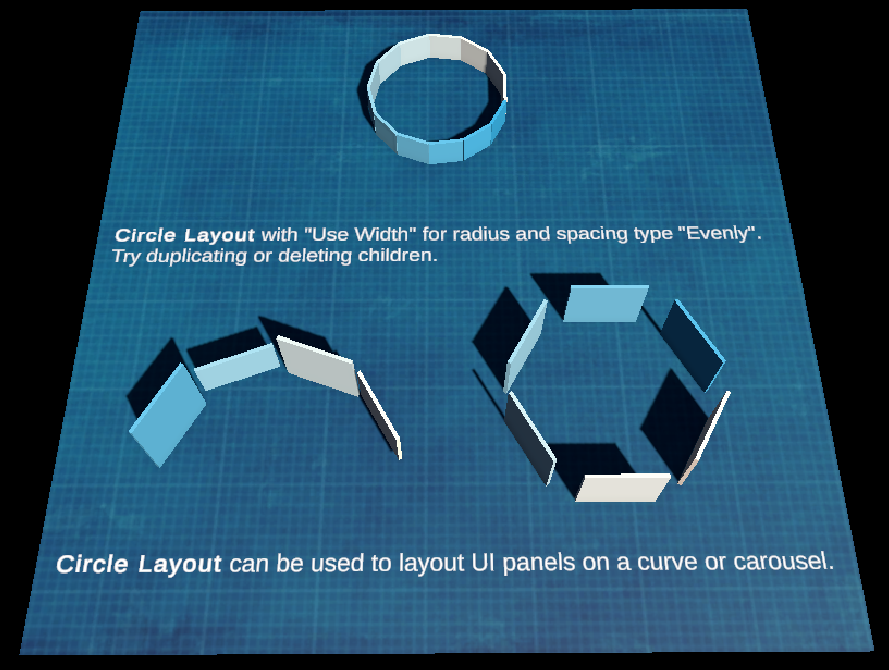 Circle Layout with "Use Width" for radius and spacing type "Evenly".
Try duplicating or deleting children.
Circle Layout can be used to layout UI panels on a curve or carousel.